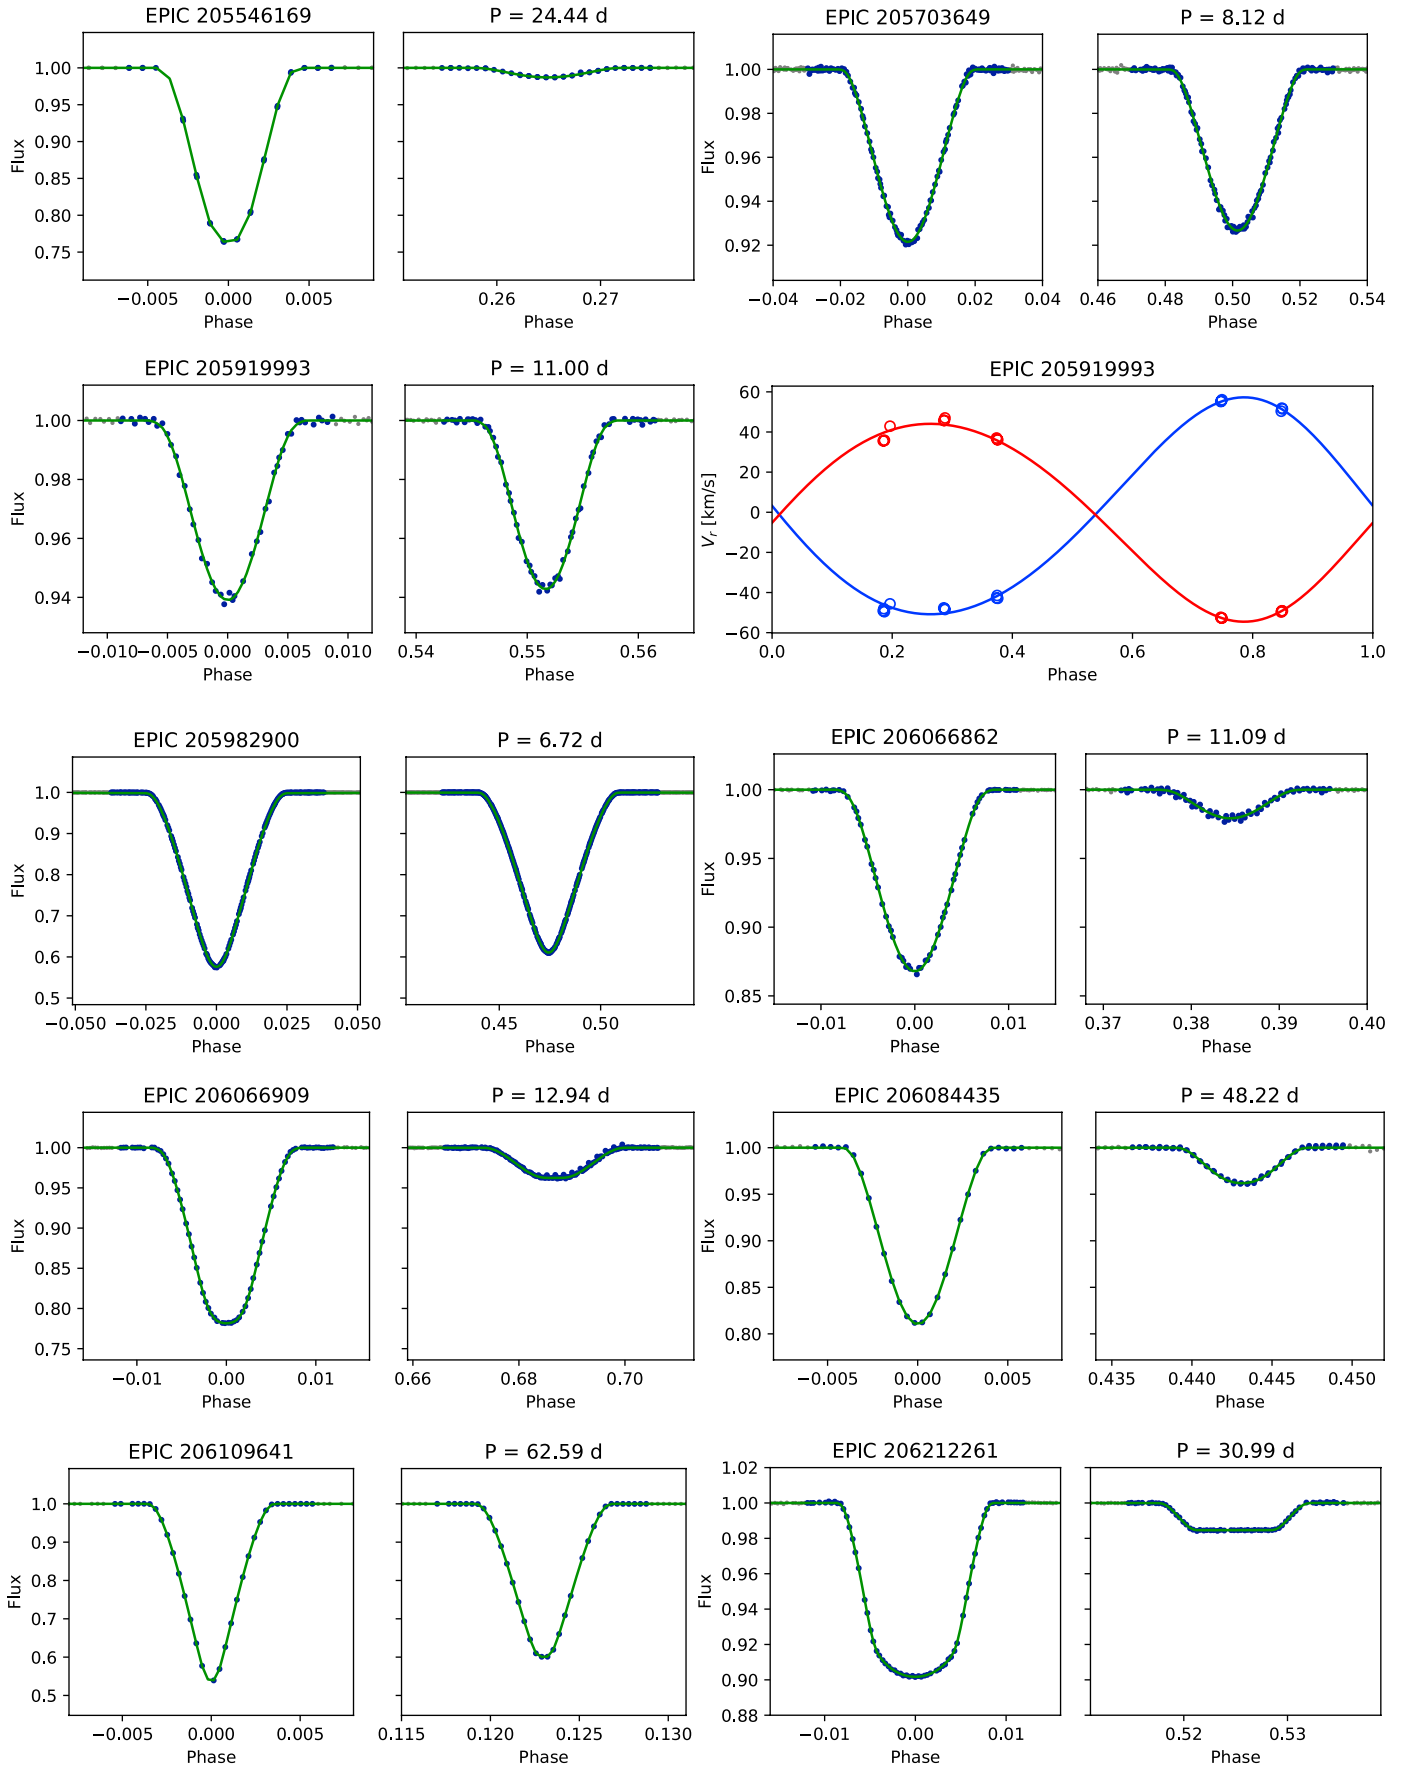 EPIC 205546169 P = 24.44 d
1.00
0.95
0.90
0.85
0.80
0.75
Flux
−0.005 0.000 0.005
Phase
0.26 0.27
Phase
EPIC 205703649 P = 8.12 d
1.00
0.98
0.96
0.94
0.92
Flux
−0.04 −0.02 0.00 0.02 0.04
Phase
0.46 0.48 0.50 0.52 0.54
Phase
EPIC 205919993 P = 11.00 d
1.00
0.98
0.96
0.94
Flux
−0.010 −0.005 0.000 0.005 0.010
Phase
0.54 0.55 0.56
Phase
EPIC 205919993
60
40
20
0
−20
−40
−60
V_r [km/s]
0.0 0.2 0.4 0.6 0.8 1.0
Phase
EPIC 205982900 P = 6.72 d
1.0
0.9
0.8
0.7
0.6
0.5
Flux
−0.050 −0.025 0.000 0.025 0.050
Phase
0.45 0.50
Phase
EPIC 206066862 P = 11.09 d
1.00
0.95
0.90
0.85
Flux
−0.01 0.00 0.01
Phase
0.37 0.38 0.39 0.40
Phase
EPIC 206066909 P = 12.94 d
1.00
0.95
0.90
0.85
0.80
0.75
Flux
−0.01 0.00 0.01
Phase
0.66 0.68 0.70
Phase
EPIC 206084435 P = 48.22 d
1.00
0.95
0.90
0.85
0.80
Flux
−0.005 0.000 0.005
Phase
0.435 0.440 0.445 0.450
Phase
EPIC 206109641 P = 62.59 d
1.0
0.9
0.8
0.7
0.6
0.5
Flux
−0.005 0.000 0.005
Phase
0.115 0.120 0.125 0.130
Phase
EPIC 206212261 P = 30.99 d
1.02
1.00
0.98
0.96
0.94
0.92
0.90
0.88
Flux
−0.01 0.00 0.01
Phase
0.52 0.53
Phase